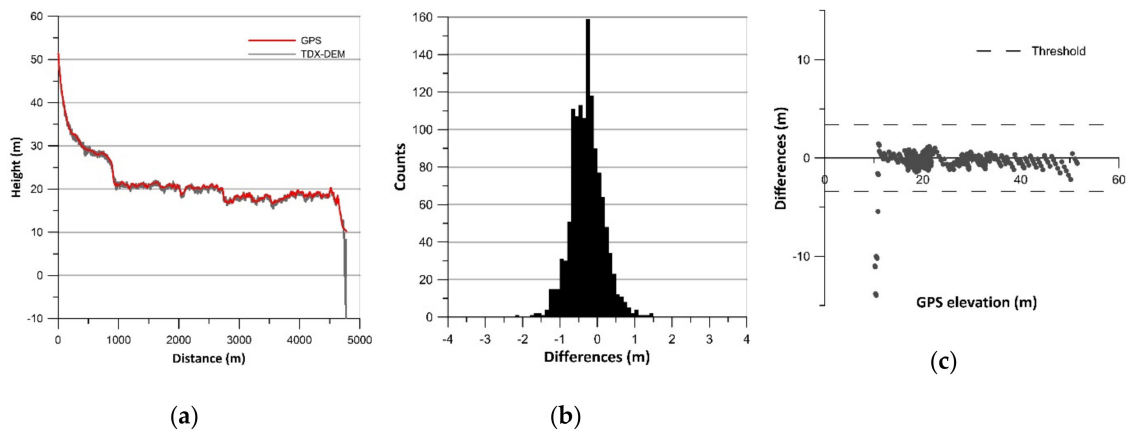 60
50
40
30
20
10
0
-10
Height (m)
GPS
TDX-DEM
0 1000 2000 3000 4000 5000
Distance (m)
(a)
160
140
120
100
80
60
40
20
0
Counts
-4 -3 -2 -1 0 1 2 3 4
Differences (m)
(b)
10
0
-10
Differences (m)
Threshold
0 20 40 60
GPS elevation (m)
(c)